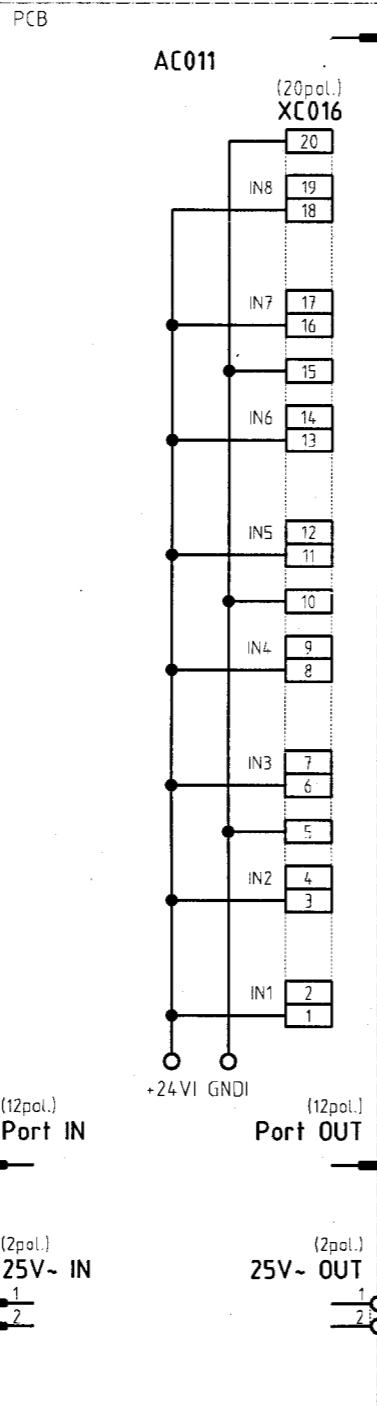 PCB
AC011
(20pol.)
XC016
20
IN8 19
18
IN7 17
16
15
IN6 14
13
IN5 12
11
10
IN4 9
8
IN3 7
6
5
IN2 4
3
IN1 2
1
+24VI GNDI
(12pol.) (12pol.)
Port IN Port OUT
(2pol.) (2pol.)
25V~ IN 25V~ OUT
1 1
2 2